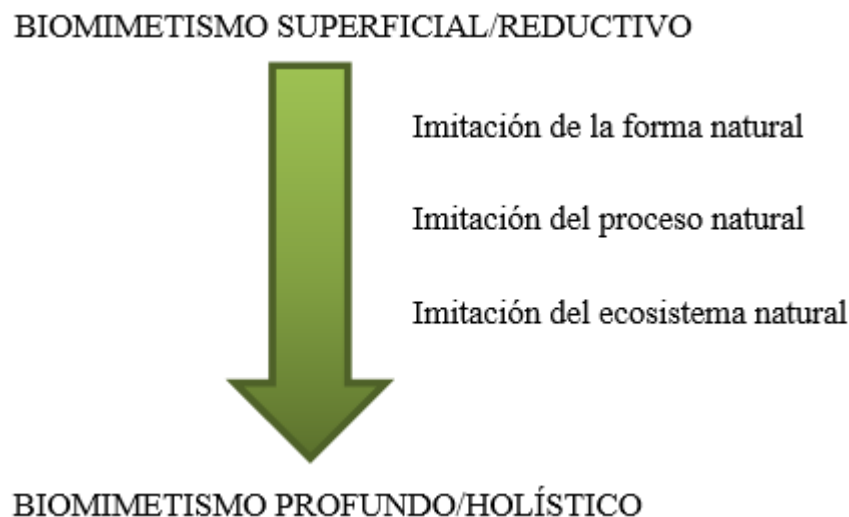 BIOMIMETISMO SUPERFICIAL/REDUCTIVO
Imitación de la forma natural
Imitación del proceso natural
Imitación del ecosistema natural
BIOMIMETISMO PROFUNDO/HOLÍSTICO